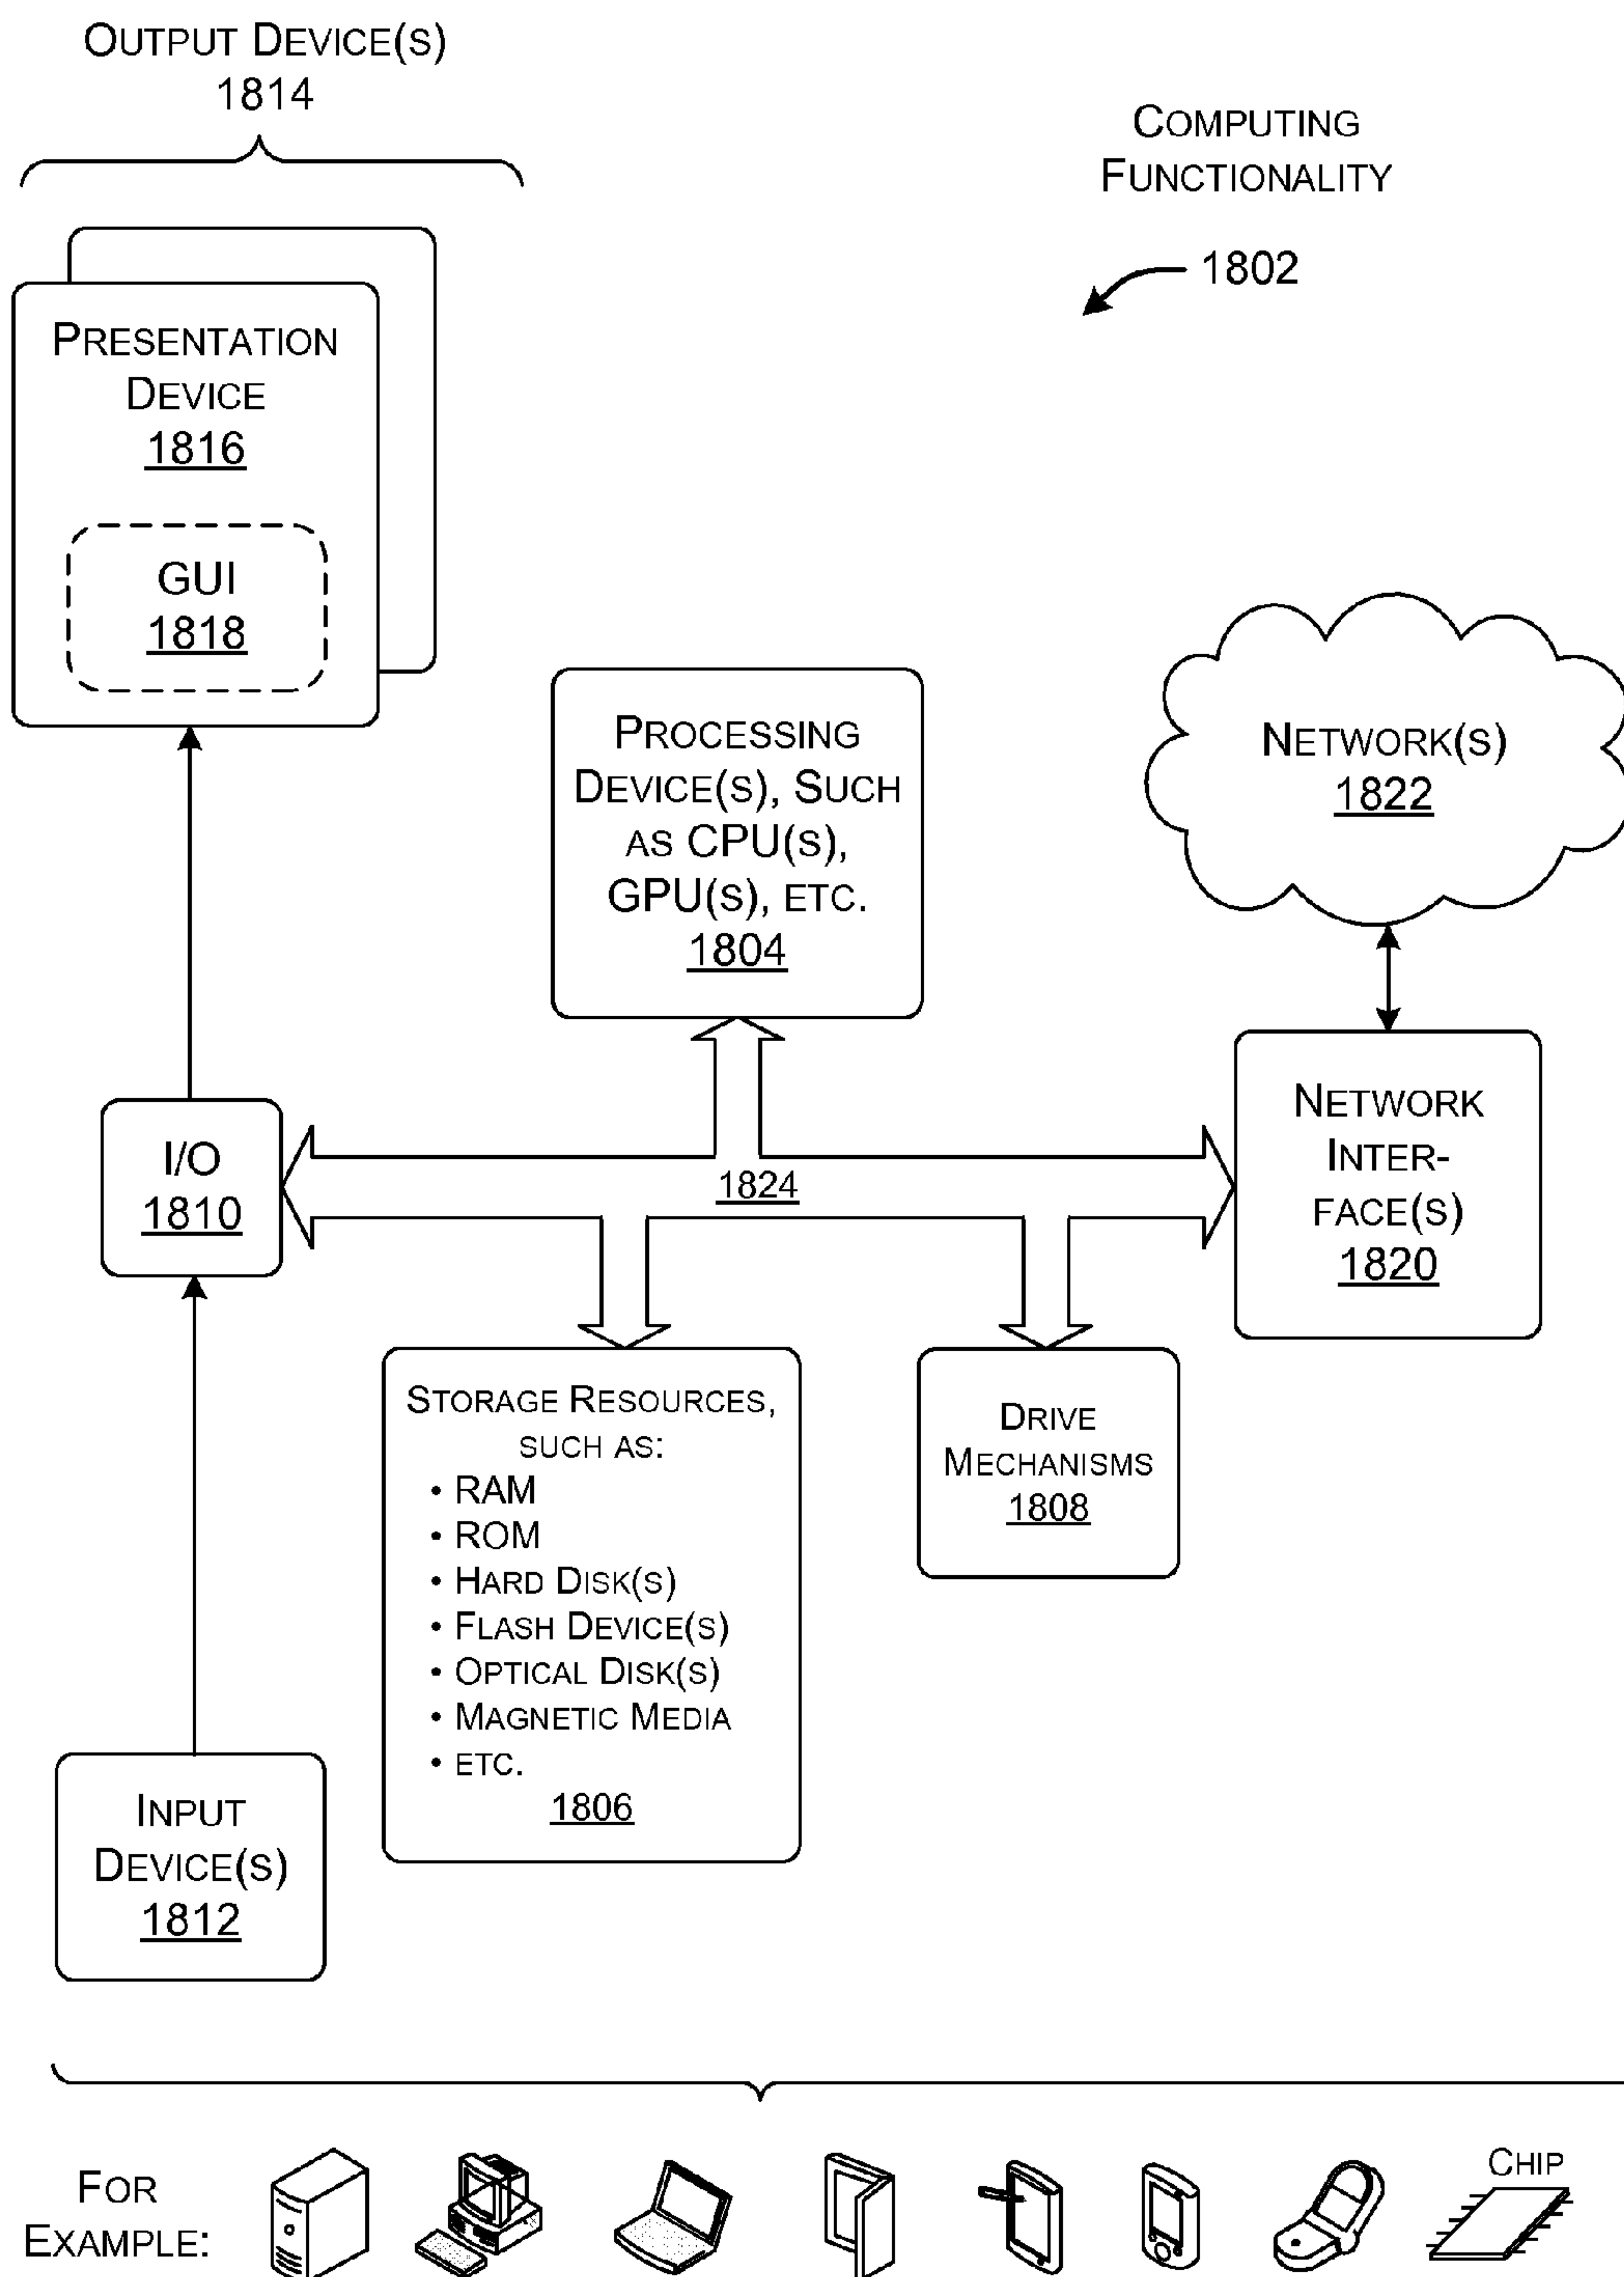 OUTPUT DEVICE(S)
1814
COMPUTING
FUNCTIONALITY
1802
PRESENTATION
DEVICE
1816
GUI
1818
PROCESSING
DEVICE(S), SUCH
AS CPU(S),
GPU(S), ETC.
1804
NETWORK(S)
1822
NETWORK
INTER-
FACE(S)
1820
I/O
1810
1824
STORAGE RESOURCES,
SUCH AS:
• RAM
• ROM
• HARD DISK(S)
• FLASH DEVICE(S)
• OPTICAL DISK(S)
• MAGNETIC MEDIA
• ETC.
1806
DRIVE
MECHANISMS
1808
INPUT
DEVICE(S)
1812
FOR
EXAMPLE:
CHIP